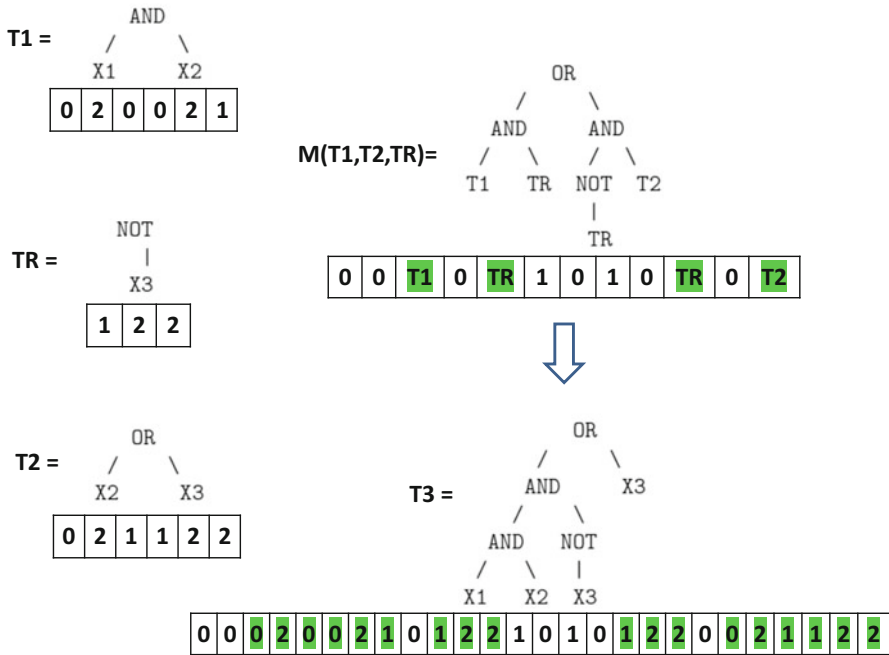 T1 =
AND
/ \
X1 X2
0 2 0 0 2 1
TR =
NOT
|
X3
1 2 2
T2 =
OR
/ \
X2 X3
0 2 1 1 2 2
M(T1,T2,TR)=
OR
/ \
AND AND
/ \ / \
T1 TR NOT T2
|
TR
0 0 T1 0 TR 1 0 1 0 TR 0 T2
T3 =
OR
/ \
AND X3
/ \
AND NOT
/ \ |
X1 X2 X3
0 0 0 2 0 0 2 1 0 1 2 2 1 0 1 0 1 2 2 0 0 2 1 1 2 2